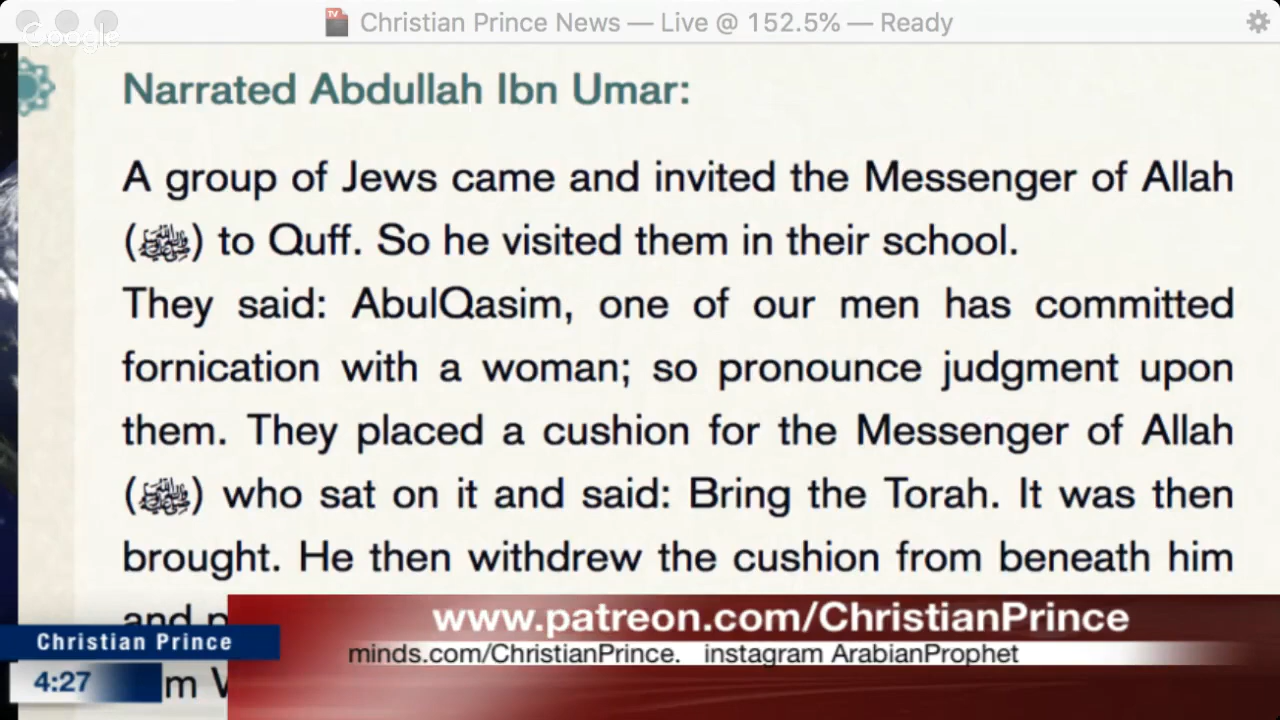 Christian Prince News — Live @ 152.5% — Ready
Google
Narrated Abdullah Ibn Umar:
A group of Jews came and invited the Messenger of Allah
(ﷺ) to Quff. So he visited them in their school.
They said: AbulQasim, one of our men has committed
fornication with a woman; so pronounce judgment upon
them. They placed a cushion for the Messenger of Allah
(ﷺ) who sat on it and said: Bring the Torah. It was then
brought. He then withdrew the cushion from beneath him
and
www.patreon.com/ChristianPrince
Christian Prince
minds.com/ChristianPrince. instagram ArabianProphet
4:27